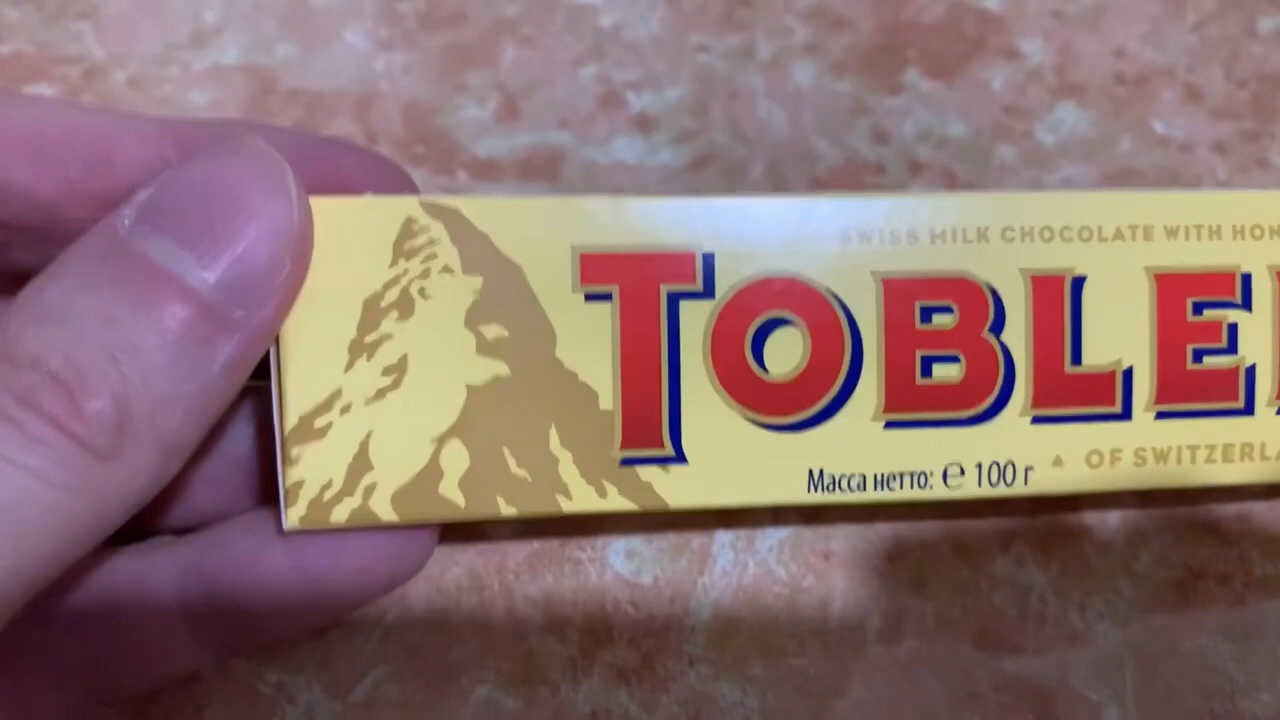 SWISS MILK CHOCOLATE WITH HON
TOBLE
Масса нетто: ℮ 100 г
▲ OF SWITZERLA